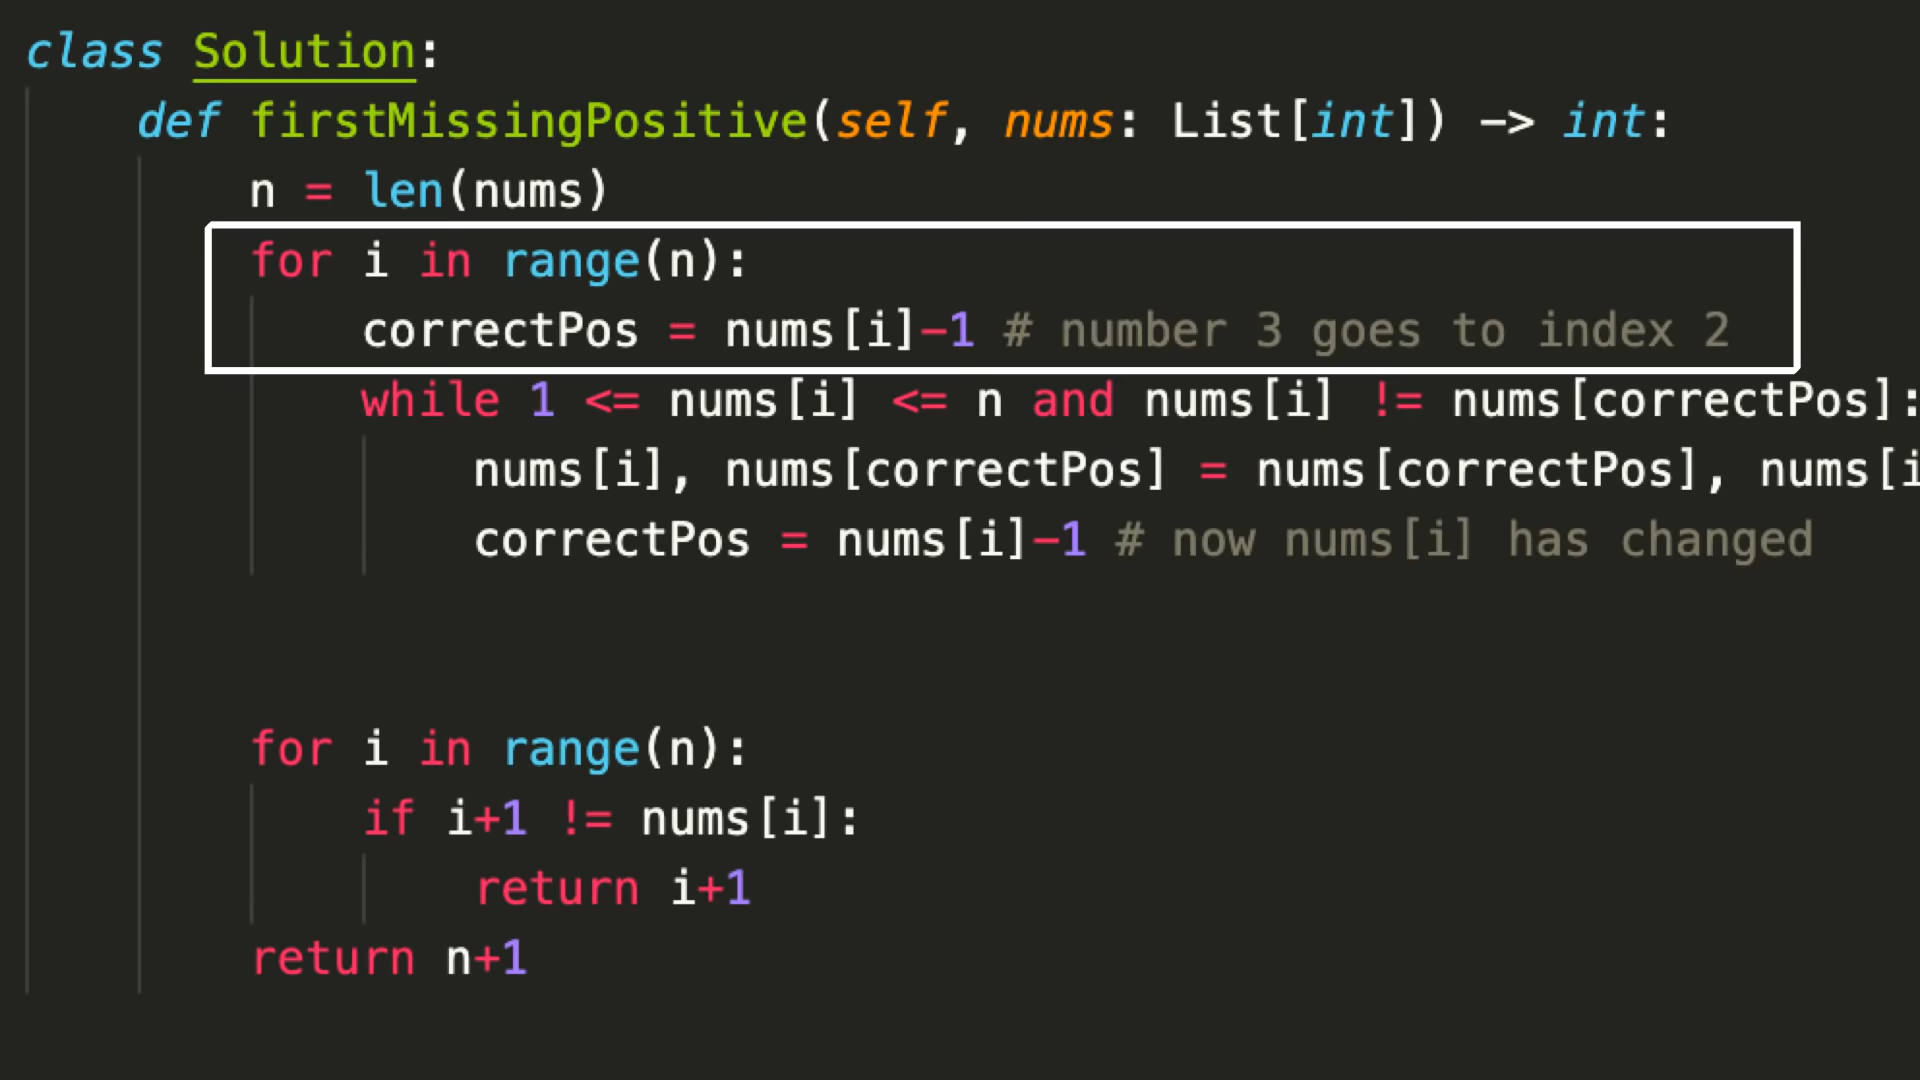 class Solution:
    def firstMissingPositive(self, nums: List[int]) -> int:
        n = len(nums)
        for i in range(n):
            correctPos = nums[i]-1 # number 3 goes to index 2
            while 1 <= nums[i] <= n and nums[i] != nums[correctPos]:
                nums[i], nums[correctPos] = nums[correctPos], nums[i
                correctPos = nums[i]-1 # now nums[i] has changed
        for i in range(n):
            if i+1 != nums[i]:
                return i+1
        return n+1